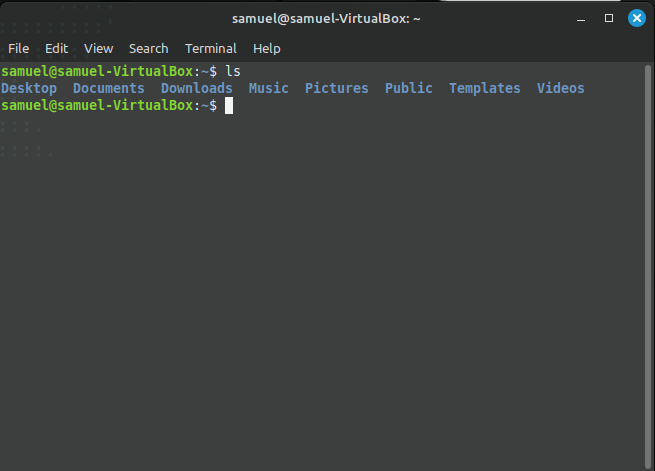 samuel@samuel-VirtualBox: ~
File Edit View Search Terminal Help
samuel@samuel-VirtualBox:~$ ls
Desktop  Documents  Downloads  Music  Pictures  Public  Templates  Videos
samuel@samuel-VirtualBox:~$